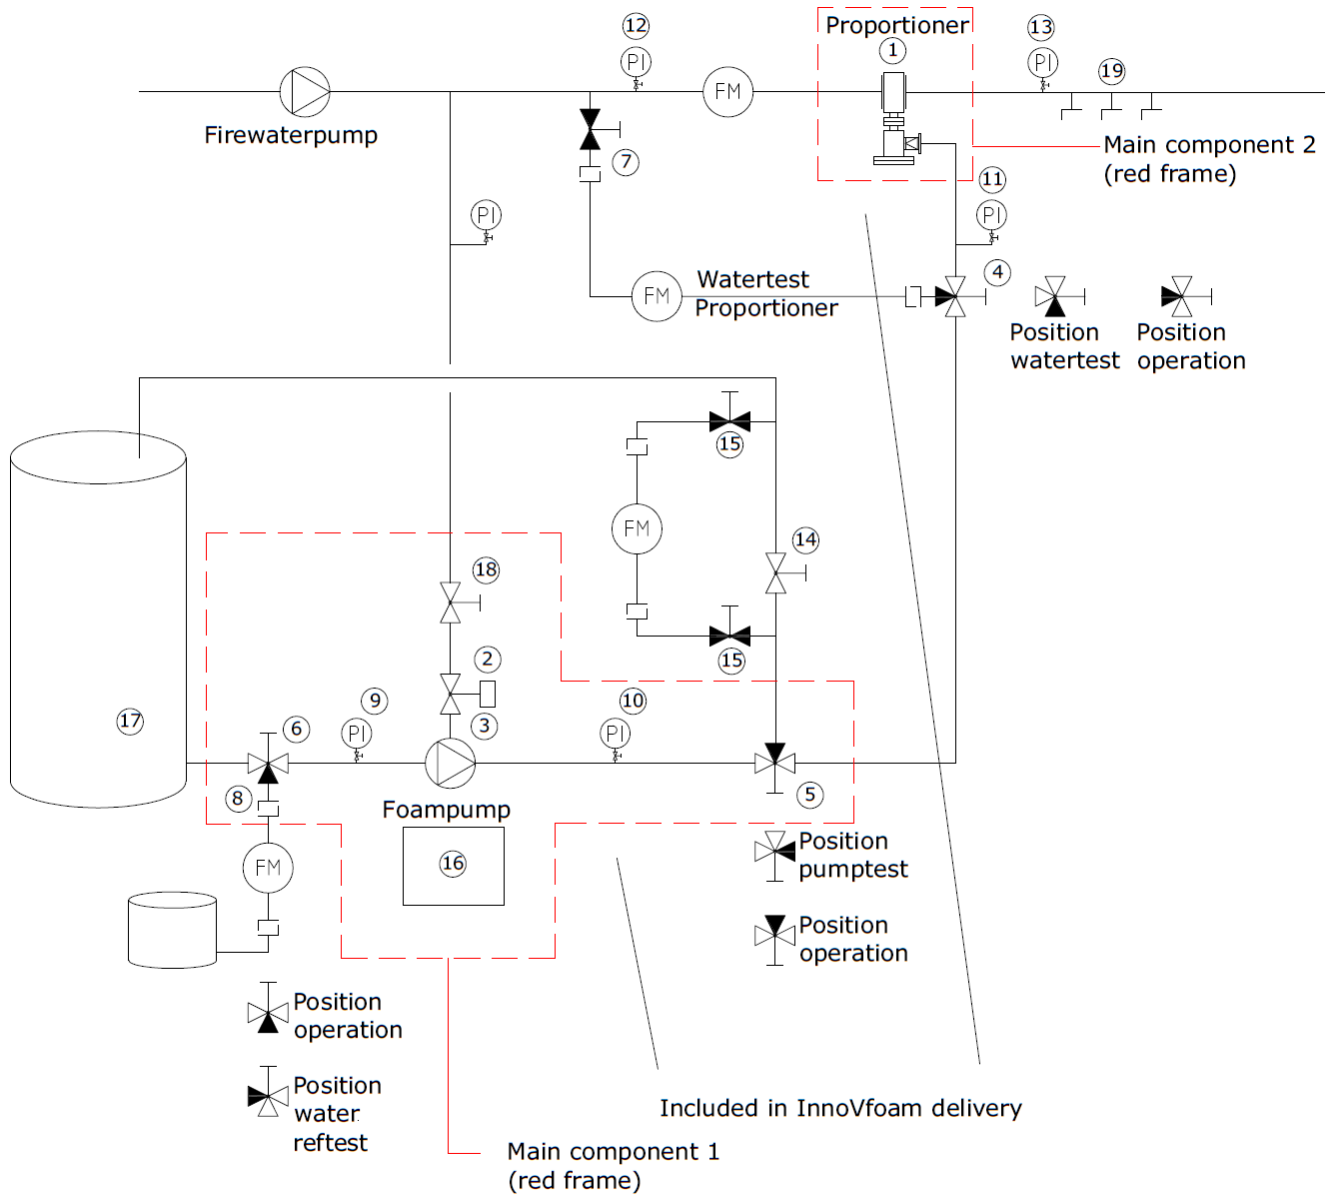 12
Proportioner
1
13
PI
PI
19
FM
Firewaterpump
7
Main component 2
(red frame)
11
PI
PI
4
FM
Watertest
Proportioner
Position
watertest
Position
operation
15
FM
14
18
15
2
17
6
9
PI
3
10
PI
8
5
Foampump
16
FM
Position
pumptest
Position
operation
Position
operation
Position
water
reftest
Included in InnoVfoam delivery
Main component 1
(red frame)